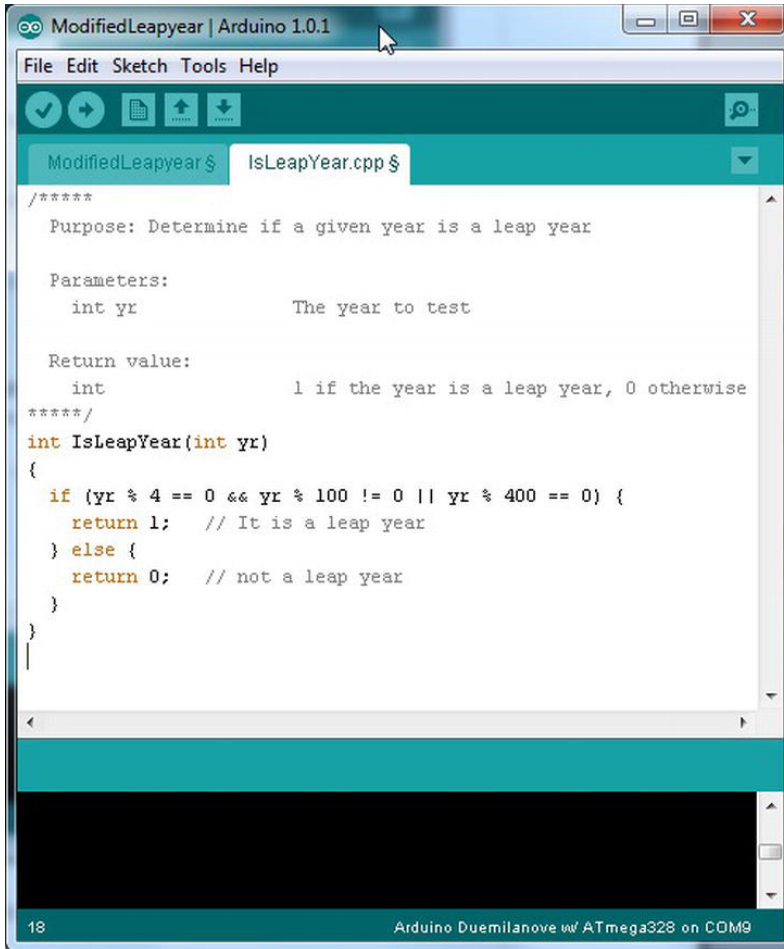 ModifiedLeapyear | Arduino 1.0.1
File Edit Sketch Tools Help
ModifiedLeapyear § IsLeapYear.cpp §
/*****
Purpose: Determine if a given year is a leap year
Parameters:
int yr The year to test
Return value:
int 1 if the year is a leap year, 0 otherwise
*****/
int IsLeapYear(int yr)
{
if (yr % 4 == 0 && yr % 100 != 0 || yr % 400 == 0) {
return 1; // It is a leap year
} else {
return 0; // not a leap year
}
}
18 Arduino Duemilanove w/ ATmega328 on COM9